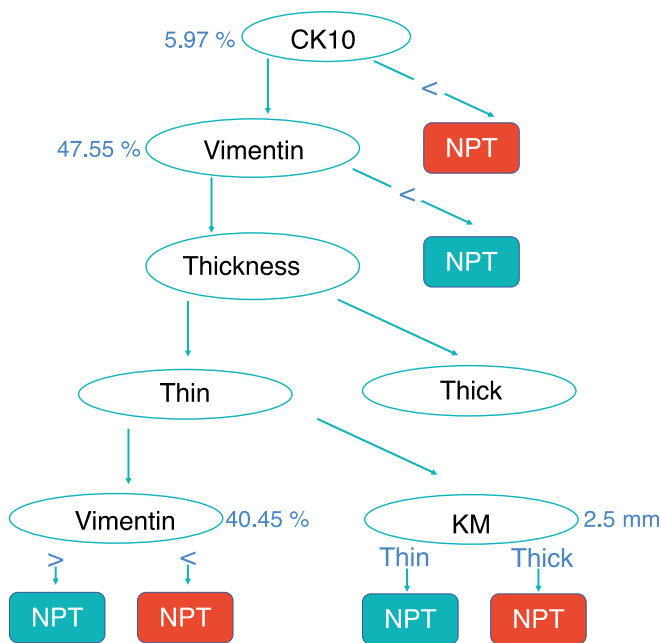 5.97 %
CK10
<
NPT
47.55 %
Vimentin
<
NPT
Thickness
Thin
Thick
Vimentin
40.45 %
KM
2.5 mm
>
<
Thin
Thick
NPT
NPT
NPT
NPT